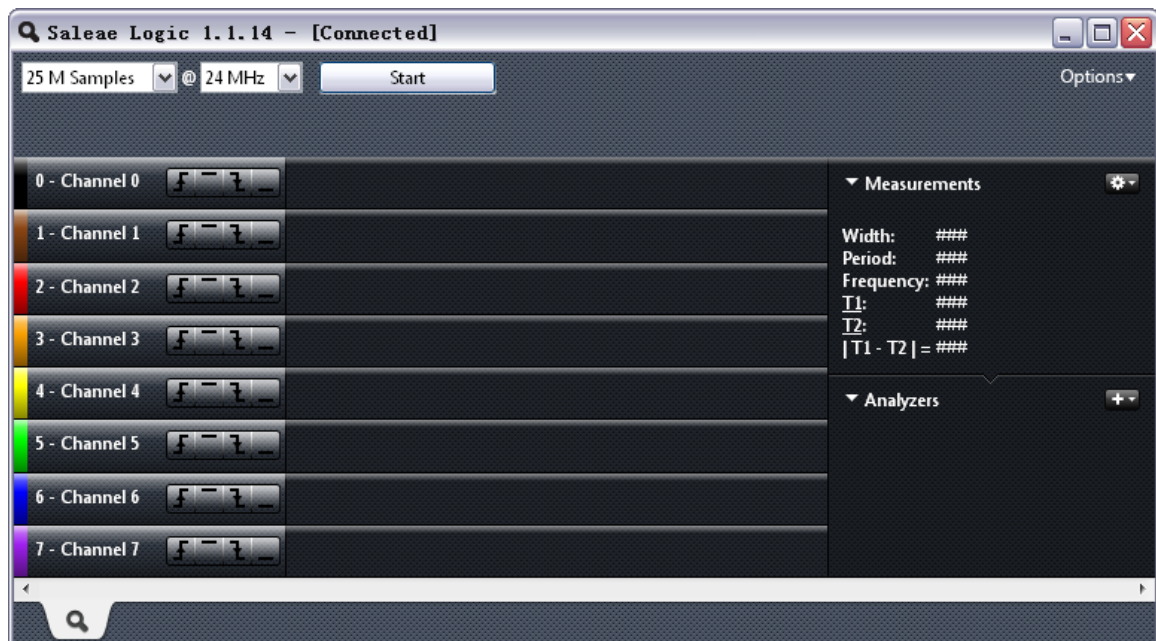 Saleae Logic 1.1.14 - [Connected]
25 M Samples @ 24 MHz Start Options
0 - Channel 0
1 - Channel 1
2 - Channel 2
3 - Channel 3
4 - Channel 4
5 - Channel 5
6 - Channel 6
7 - Channel 7
Measurements
Width: ###
Period: ###
Frequency: ###
T1: ###
T2: ###
| T1 - T2 | = ###
Analyzers